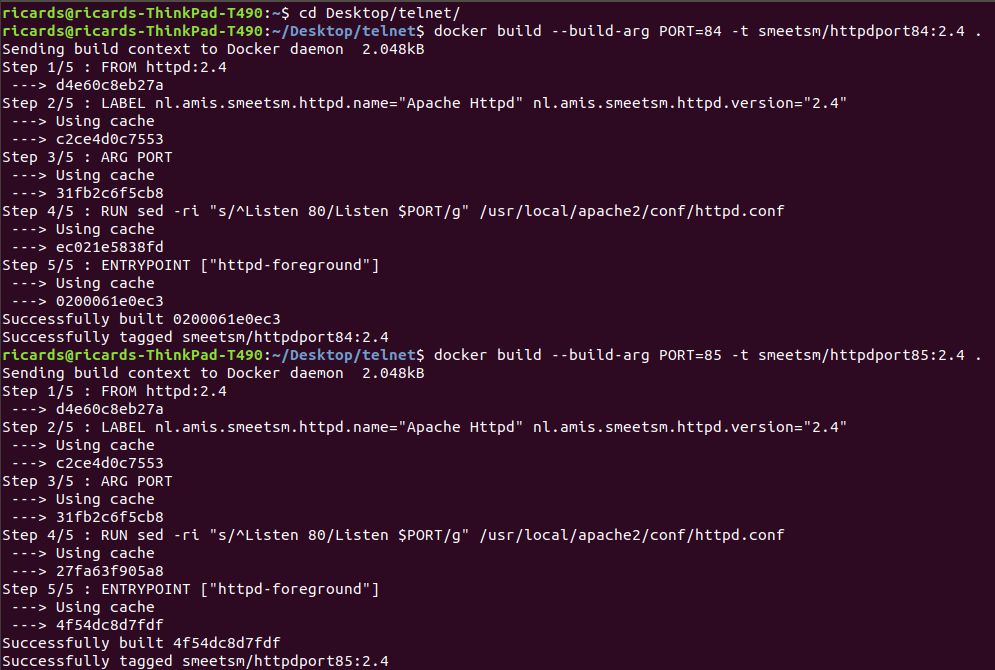 ricards@ricards-ThinkPad-T490:~$ cd Desktop/telnet/
ricards@ricards-ThinkPad-T490:~/Desktop/telnet$ docker build --build-arg PORT=84 -t smeetsm/httpdport84:2.4 .
Sending build context to Docker daemon  2.048kB
Step 1/5 : FROM httpd:2.4
 ---> d4e60c8eb27a
Step 2/5 : LABEL nl.amis.smeetsm.httpd.name="Apache Httpd" nl.amis.smeetsm.httpd.version="2.4"
 ---> Using cache
 ---> c2ce4d0c7553
Step 3/5 : ARG PORT
 ---> Using cache
 ---> 31fb2c6f5cb8
Step 4/5 : RUN sed -ri "s/^Listen 80/Listen $PORT/g" /usr/local/apache2/conf/httpd.conf
 ---> Using cache
 ---> ec021e5838fd
Step 5/5 : ENTRYPOINT ["httpd-foreground"]
 ---> Using cache
 ---> 0200061e0ec3
Successfully built 0200061e0ec3
Successfully tagged smeetsm/httpdport84:2.4
ricards@ricards-ThinkPad-T490:~/Desktop/telnet$ docker build --build-arg PORT=85 -t smeetsm/httpdport85:2.4 .
Sending build context to Docker daemon  2.048kB
Step 1/5 : FROM httpd:2.4
 ---> d4e60c8eb27a
Step 2/5 : LABEL nl.amis.smeetsm.httpd.name="Apache Httpd" nl.amis.smeetsm.httpd.version="2.4"
 ---> Using cache
 ---> c2ce4d0c7553
Step 3/5 : ARG PORT
 ---> Using cache
 ---> 31fb2c6f5cb8
Step 4/5 : RUN sed -ri "s/^Listen 80/Listen $PORT/g" /usr/local/apache2/conf/httpd.conf
 ---> Using cache
 ---> 27fa63f905a8
Step 5/5 : ENTRYPOINT ["httpd-foreground"]
 ---> Using cache
 ---> 4f54dc8d7fdf
Successfully built 4f54dc8d7fdf
Successfully tagged smeetsm/httpdport85:2.4